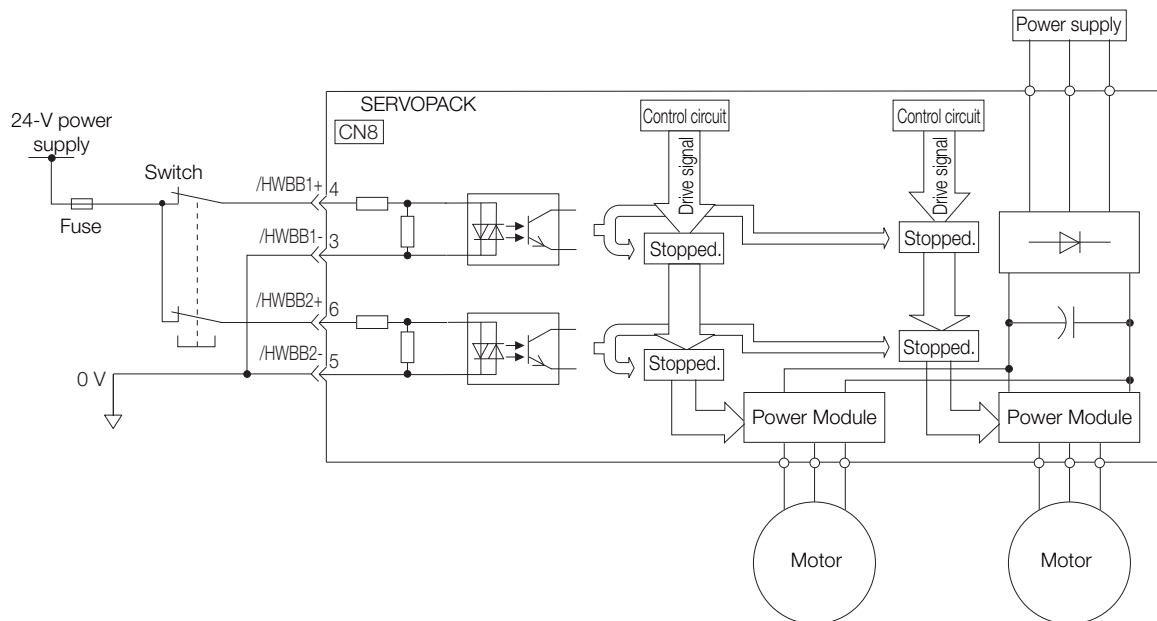 Power supply
SERVOPACK
CN8
Control circuit
Control circuit
24-V power
supply
Switch
Fuse
/HWBB1+
4
Drive signal
Drive signal
/HWBB1-
3
Stopped.
Stopped.
/HWBB2+
6
/HWBB2-
5
Stopped.
Stopped.
0 V
Power Module
Power Module
Motor
Motor